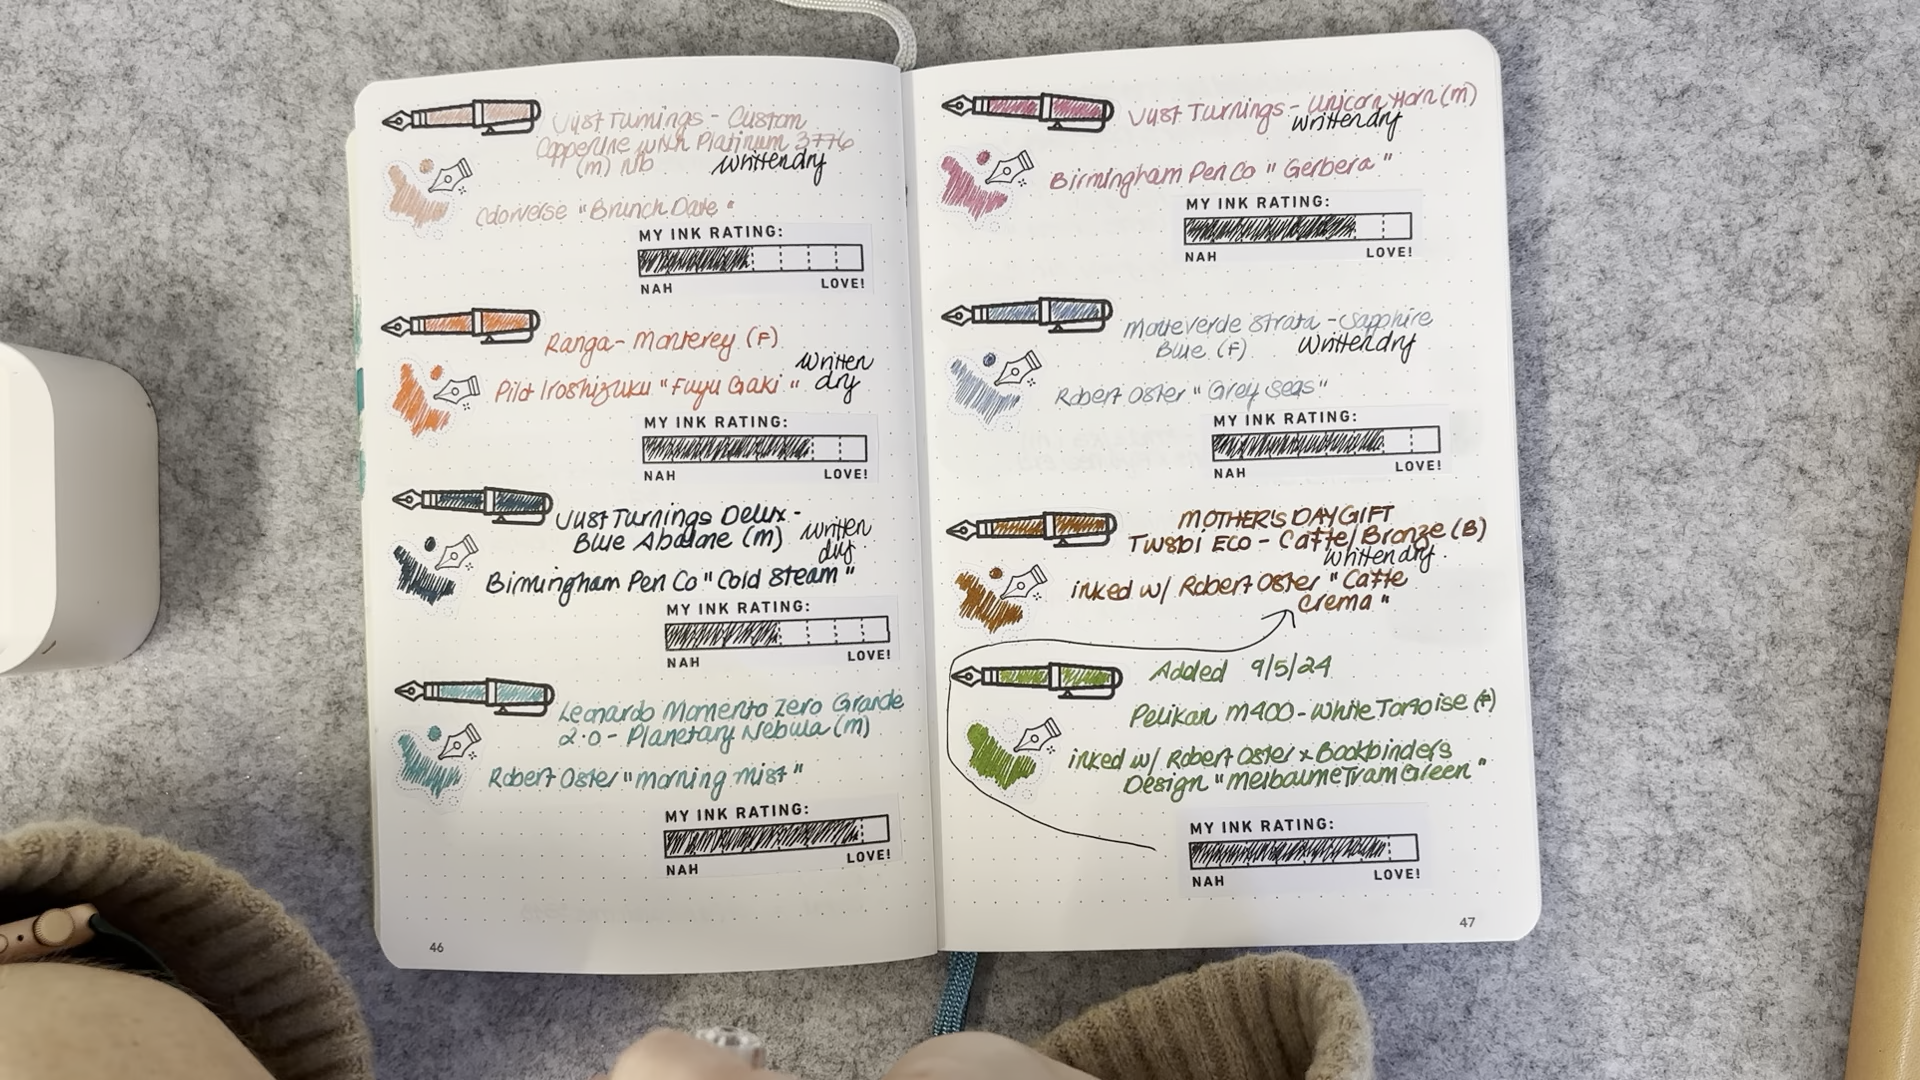 Just Turnings - Custom
Copperline with Platinum 3776
(m) nib written dry
Colorverse "Brunch Date"
MY INK RATING:
NAH LOVE!
Ranga - Monterey (F)
written
Pilot Iroshizuku "Fuyu Gaki" dry
MY INK RATING:
NAH LOVE!
Just Turnings Delux -
written
Blue Abalone (m)
dry
Birmingham Pen Co "Cold Steam"
MY INK RATING:
NAH LOVE!
Leonardo Momento Zero Grande
2.0 - Planetary Nebula (m)
Robert Oster "morning mist"
MY INK RATING:
NAH LOVE!
46
Just Turnings - Unicorn Horn (m)
written dry
Birmingham Pen Co "Gerbera"
MY INK RATING:
NAH LOVE!
Monteverde Strata - Sapphire
Blue (F) written dry
Robert Oster "Grey Seas"
MY INK RATING:
NAH LOVE!
MOTHER'S DAY GIFT
Twsbi ECO - Caffe/Bronze (B)
written dry.
inked w/ Robert Oster "Caffe
Crema"
Added 9/5/24
Pelikan M400 - White Tortoise (F)
inked w/ Robert Oster x Bookbinders
Design "Melbourne Tram Green"
MY INK RATING:
NAH LOVE!
47